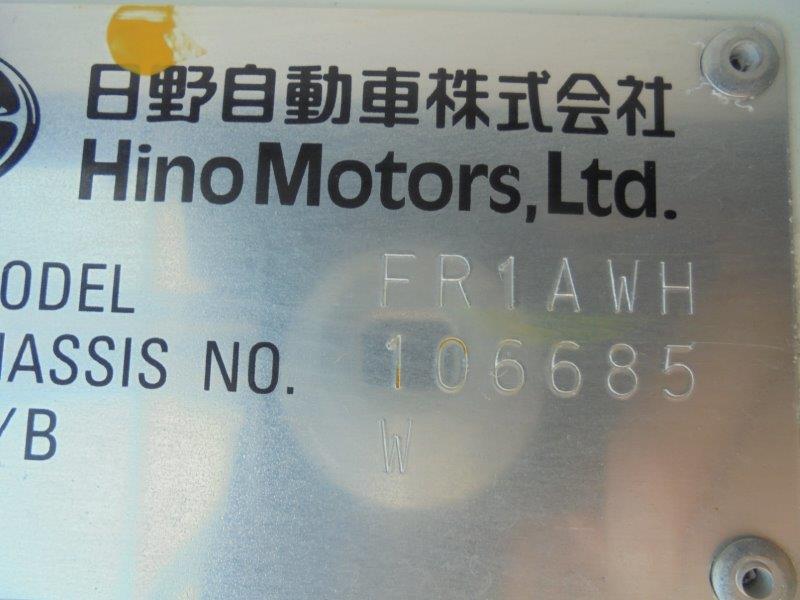 日野自動車株式会社
Hino Motors, Ltd.
ODEL FR1AWH
HASSIS NO. 106685
/B W